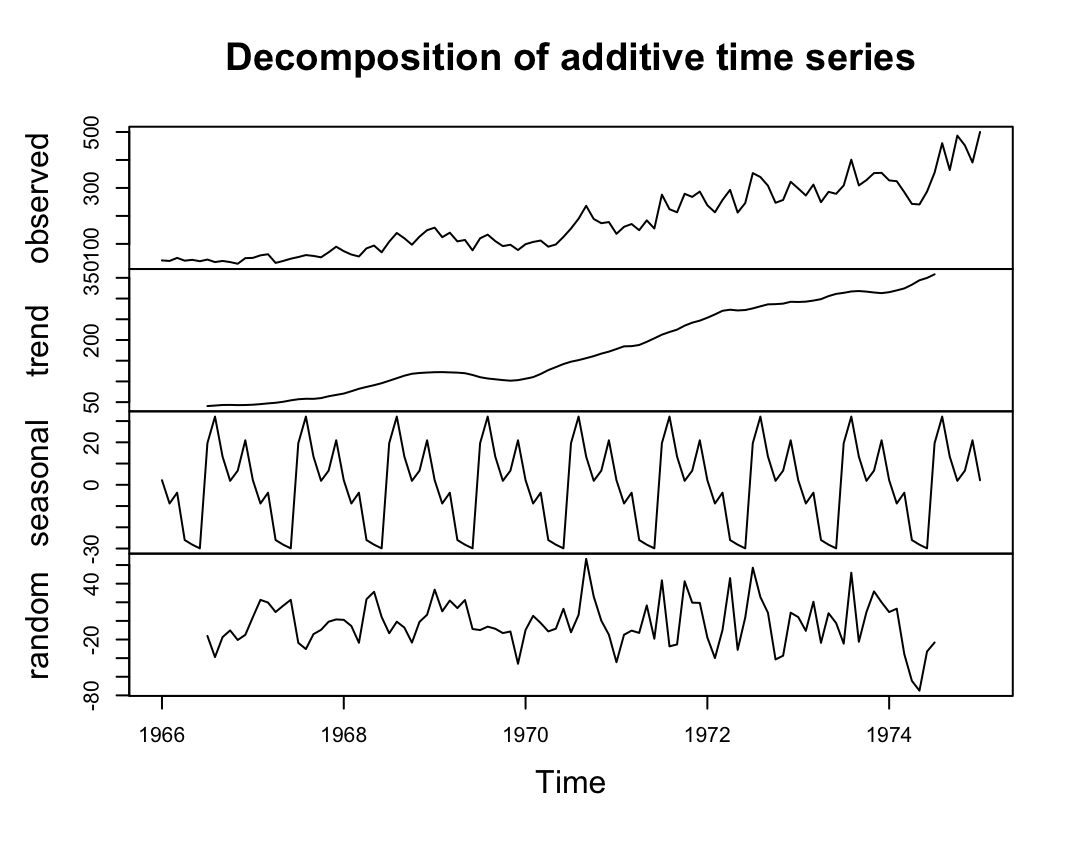 Decomposition of additive time series
observed
100 300 500
trend
50 200 350
seasonal
-30 0 20
random
-80 -20 40
1966 1968 1970 1972 1974
Time